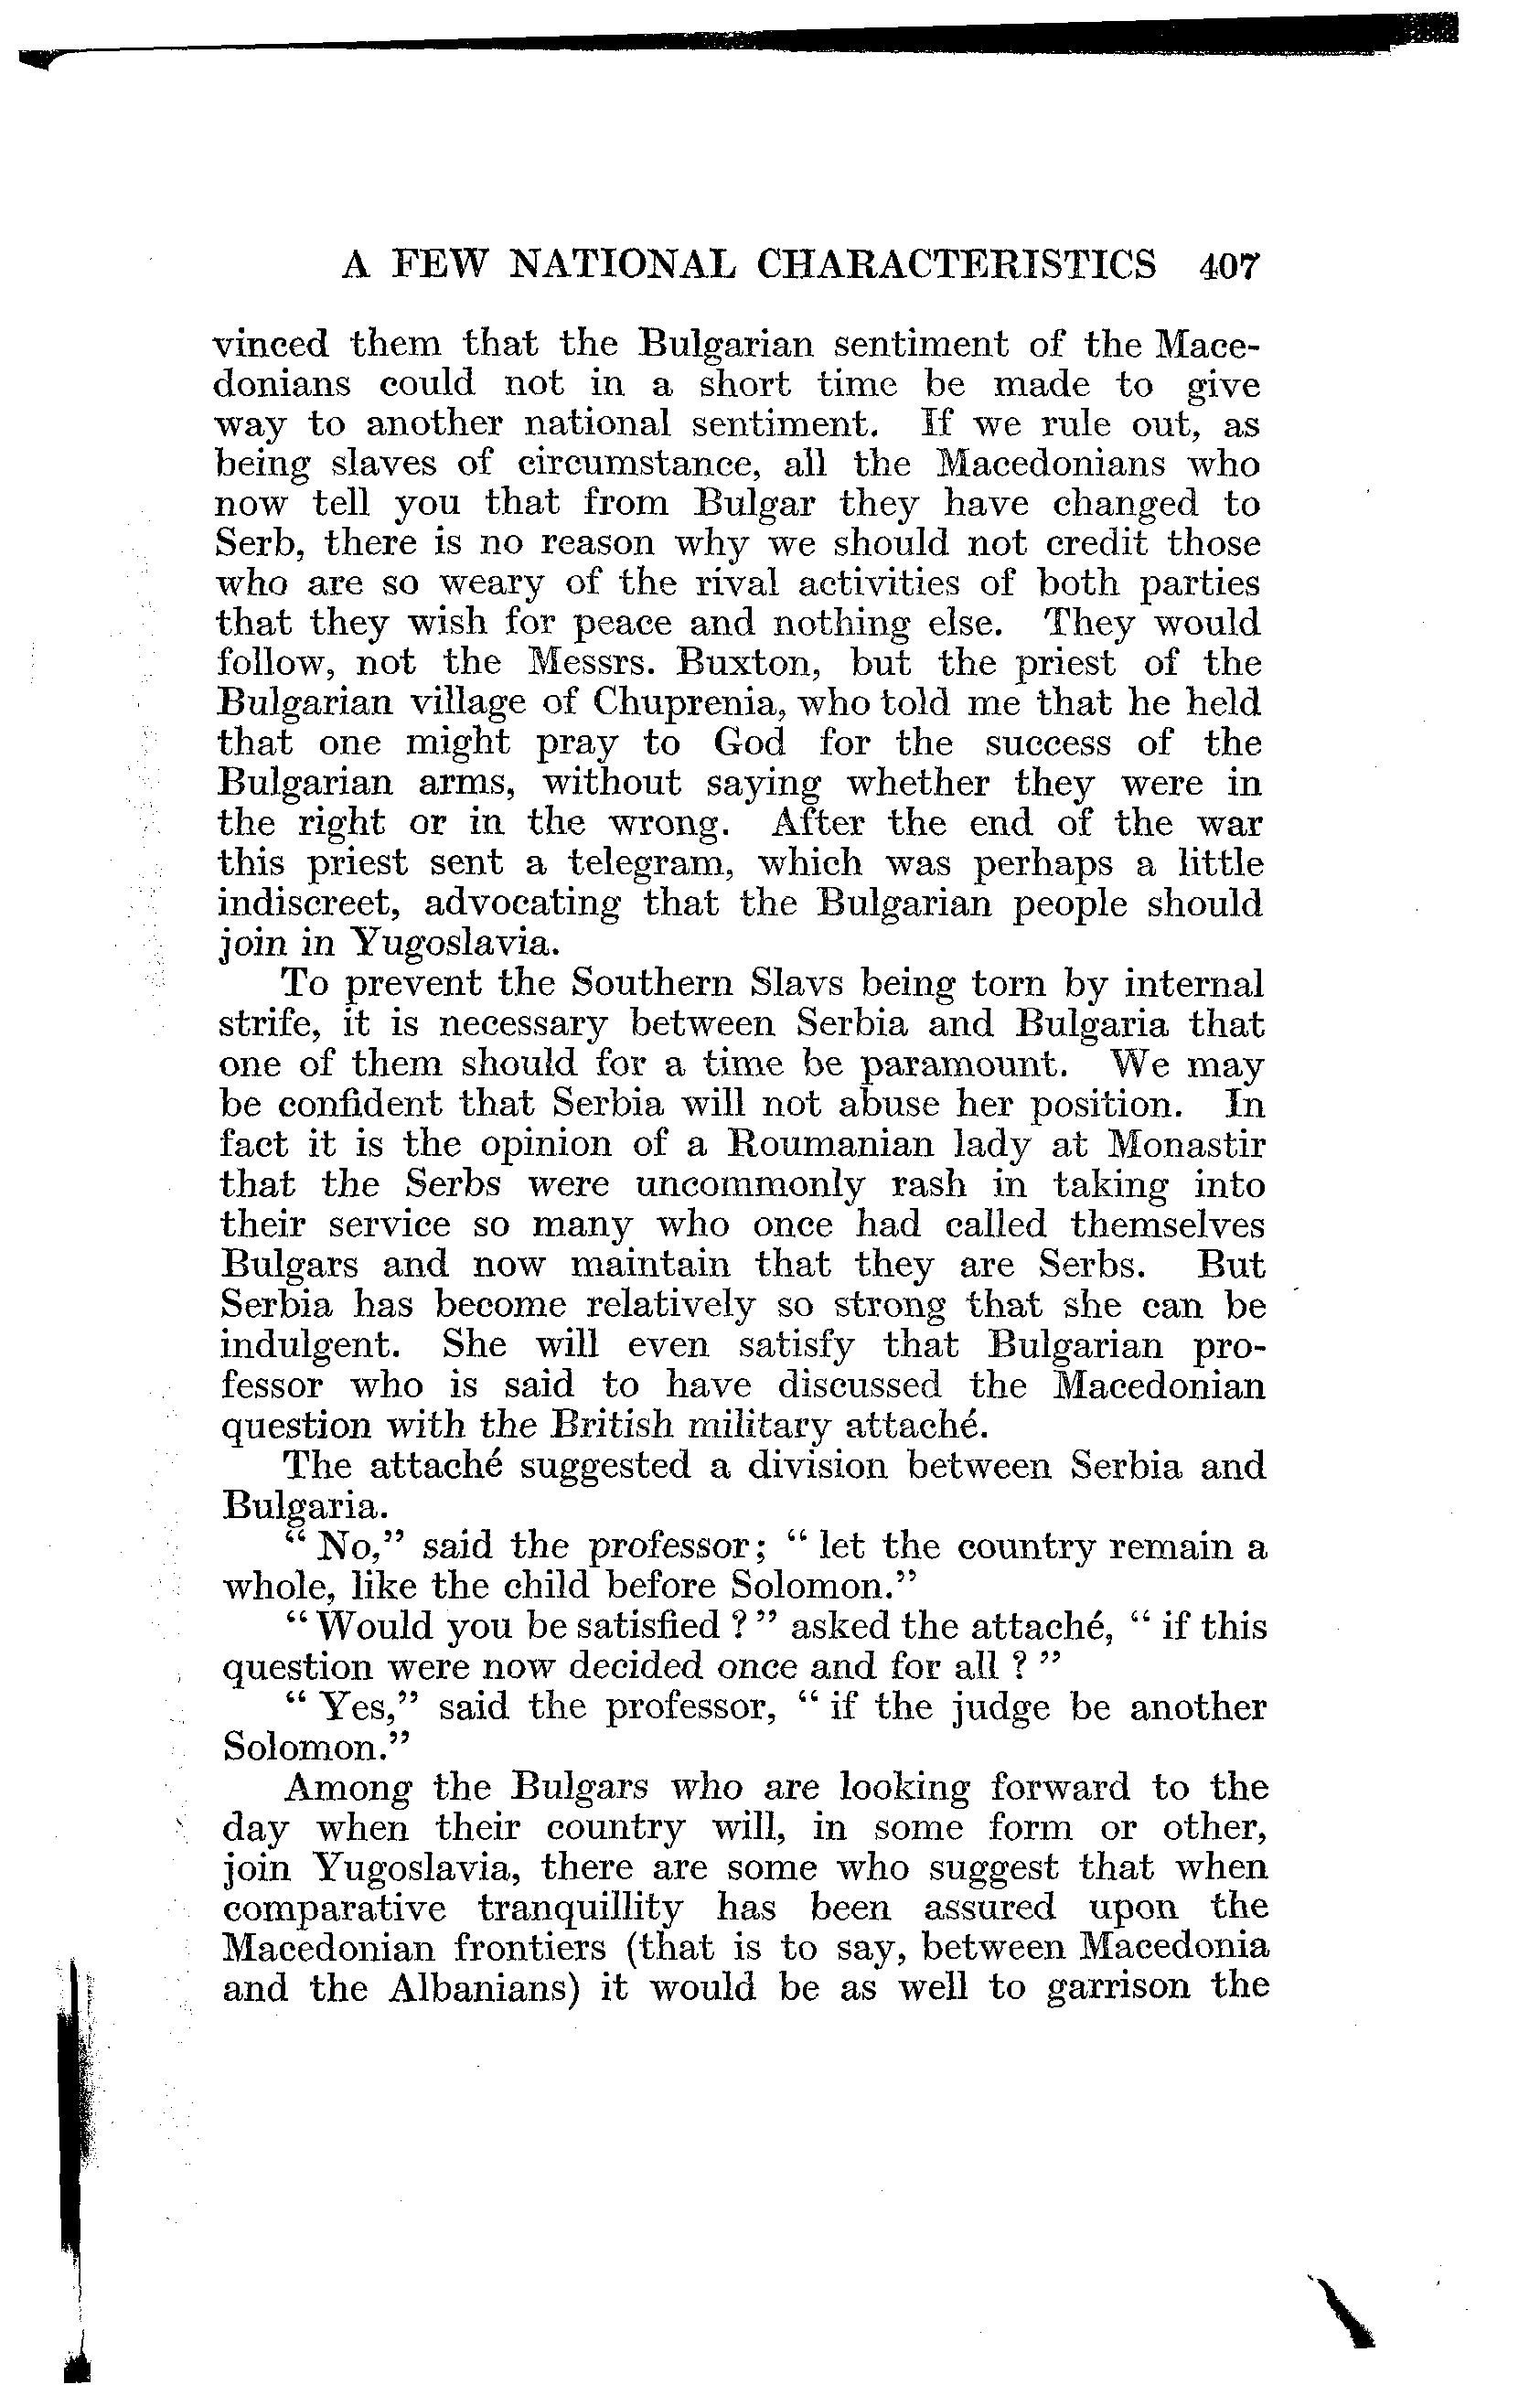 A FEW NATIONAL CHARACTERISTICS 407
vinced them that the Bulgarian sentiment of the Mace-
donians could not in a short time be made to give
way to another national sentiment. If we rule out, as
being slaves of circumstance, all the Macedonians who
now tell you that from Bulgar they have changed to
Serb, there is no reason why we should not credit those
who are so weary of the rival activities of both parties
that they wish for peace and nothing else. They would
follow, not the Messrs. Buxton, but the priest of the
Bulgarian village of Chuprenia, who told me that he held
that one might pray to God for the success of the
Bulgarian arms, without saying whether they were in
the right or in the wrong. After the end of the war
this priest sent a telegram, which was perhaps a little
indiscreet, advocating that the Bulgarian people should
join in Yugoslavia.
To prevent the Southern Slavs being torn by internal
strife, it is necessary between Serbia and Bulgaria that
one of them should for a time be paramount. We may
be confident that Serbia will not abuse her position. In
fact it is the opinion of a Roumanian lady at Monastir
that the Serbs were uncommonly rash in taking into
their service so many who once had called themselves
Bulgars and now maintain that they are Serbs. But
Serbia has become relatively so strong that she can be
indulgent. She will even satisfy that Bulgarian pro-
fessor who is said to have discussed the Macedonian
question with the British military attaché.
The attaché suggested a division between Serbia and
Bulgaria.
“ No,” said the professor; “ let the country remain a
whole, like the child before Solomon.”
“ Would you be satisfied ? ” asked the attaché, “ if this
question were now decided once and for all ? ”
“ Yes,” said the professor, “ if the judge be another
Solomon.”
Among the Bulgars who are looking forward to the
day when their country will, in some form or other,
join Yugoslavia, there are some who suggest that when
comparative tranquillity has been assured upon the
Macedonian frontiers (that is to say, between Macedonia
and the Albanians) it would be as well to garrison the